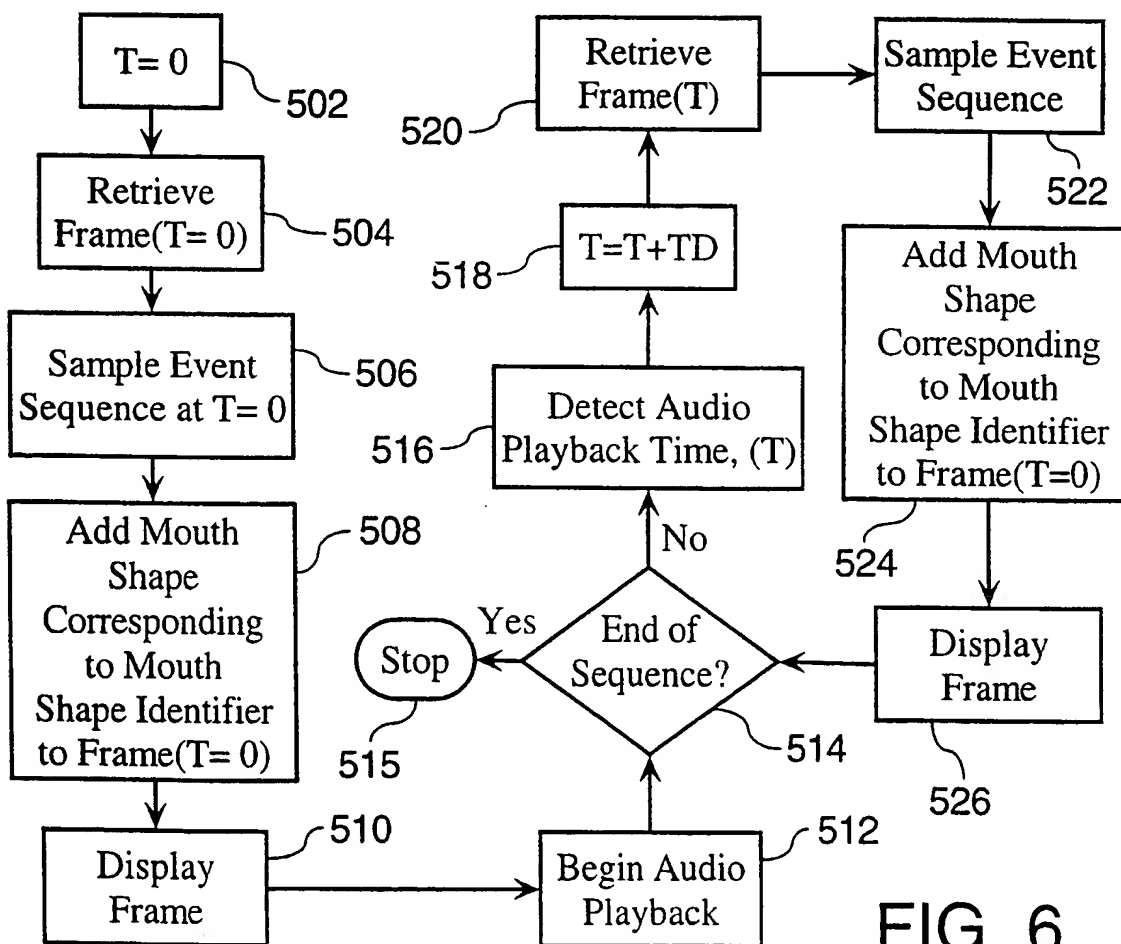 T= 0
502
Retrieve
Frame(T= 0)
504
Sample Event
Sequence at T= 0
506
Add Mouth
Shape
Corresponding
to Mouth
Shape Identifier
to Frame(T= 0)
508
Display
Frame
510
Begin Audio
Playback
512
End of
Sequence?
514
Yes
Stop
515
No
Detect Audio
Playback Time, (T)
516
T=T+TD
518
Retrieve
Frame(T)
520
Sample Event
Sequence
522
Add Mouth
Shape
Corresponding
to Mouth
Shape Identifier
to Frame(T=0)
524
Display
Frame
526
FIG. 6